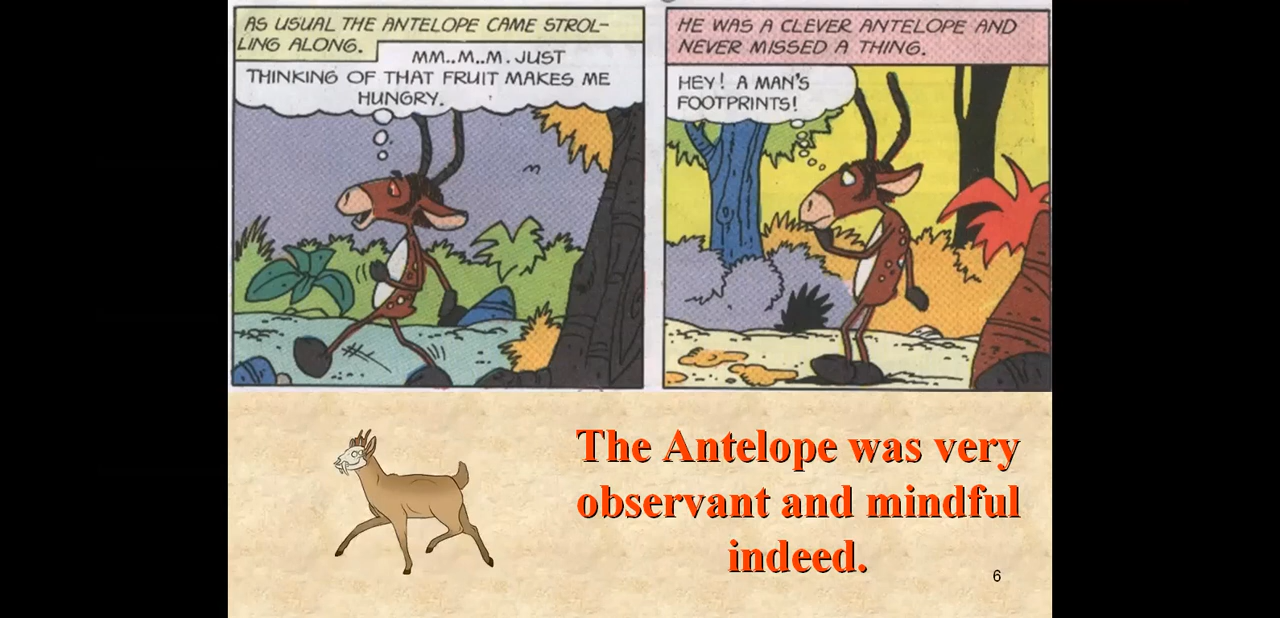 AS USUAL THE ANTELOPE CAME STROL-
LING ALONG.
MM..M..M. JUST
THINKING OF THAT FRUIT MAKES ME
HUNGRY.
HE WAS A CLEVER ANTELOPE AND
NEVER MISSED A THING.
HEY! A MAN'S
FOOTPRINTS!
The Antelope was very
observant and mindful
indeed.
6